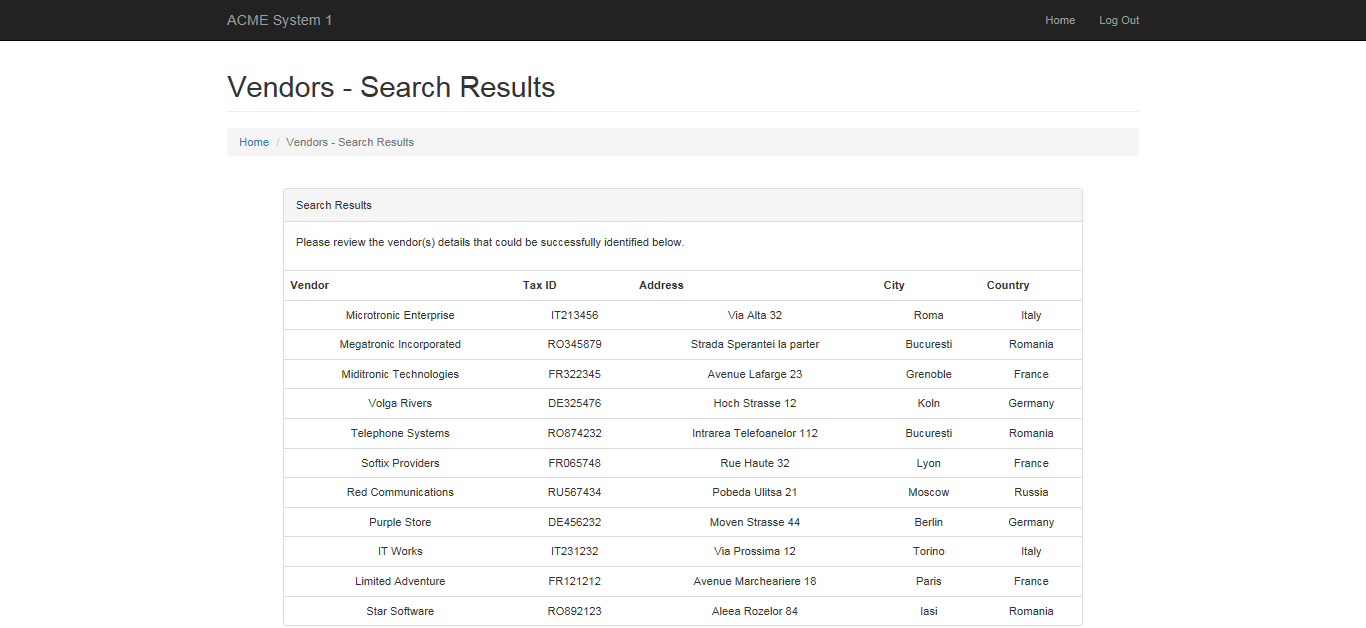 ACME System 1 Home Log Out
Vendors - Search Results
Home / Vendors - Search Results
Search Results
Please review the vendor(s) details that could be successfully identified below.
Vendor Tax ID Address City Country
Microtronic Enterprise IT213456 Via Alta 32 Roma Italy
Megatronic Incorporated RO345879 Strada Sperantei la parter Bucuresti Romania
Miditronic Technologies FR322345 Avenue Lafarge 23 Grenoble France
Volga Rivers DE325476 Hoch Strasse 12 Koln Germany
Telephone Systems RO874232 Intrarea Telefoanelor 112 Bucuresti Romania
Softix Providers FR065748 Rue Haute 32 Lyon France
Red Communications RU567434 Pobeda Ulitsa 21 Moscow Russia
Purple Store DE456232 Moven Strasse 44 Berlin Germany
IT Works IT231232 Via Prossima 12 Torino Italy
Limited Adventure FR121212 Avenue Marcheariere 18 Paris France
Star Software RO892123 Aleea Rozelor 84 Iasi Romania